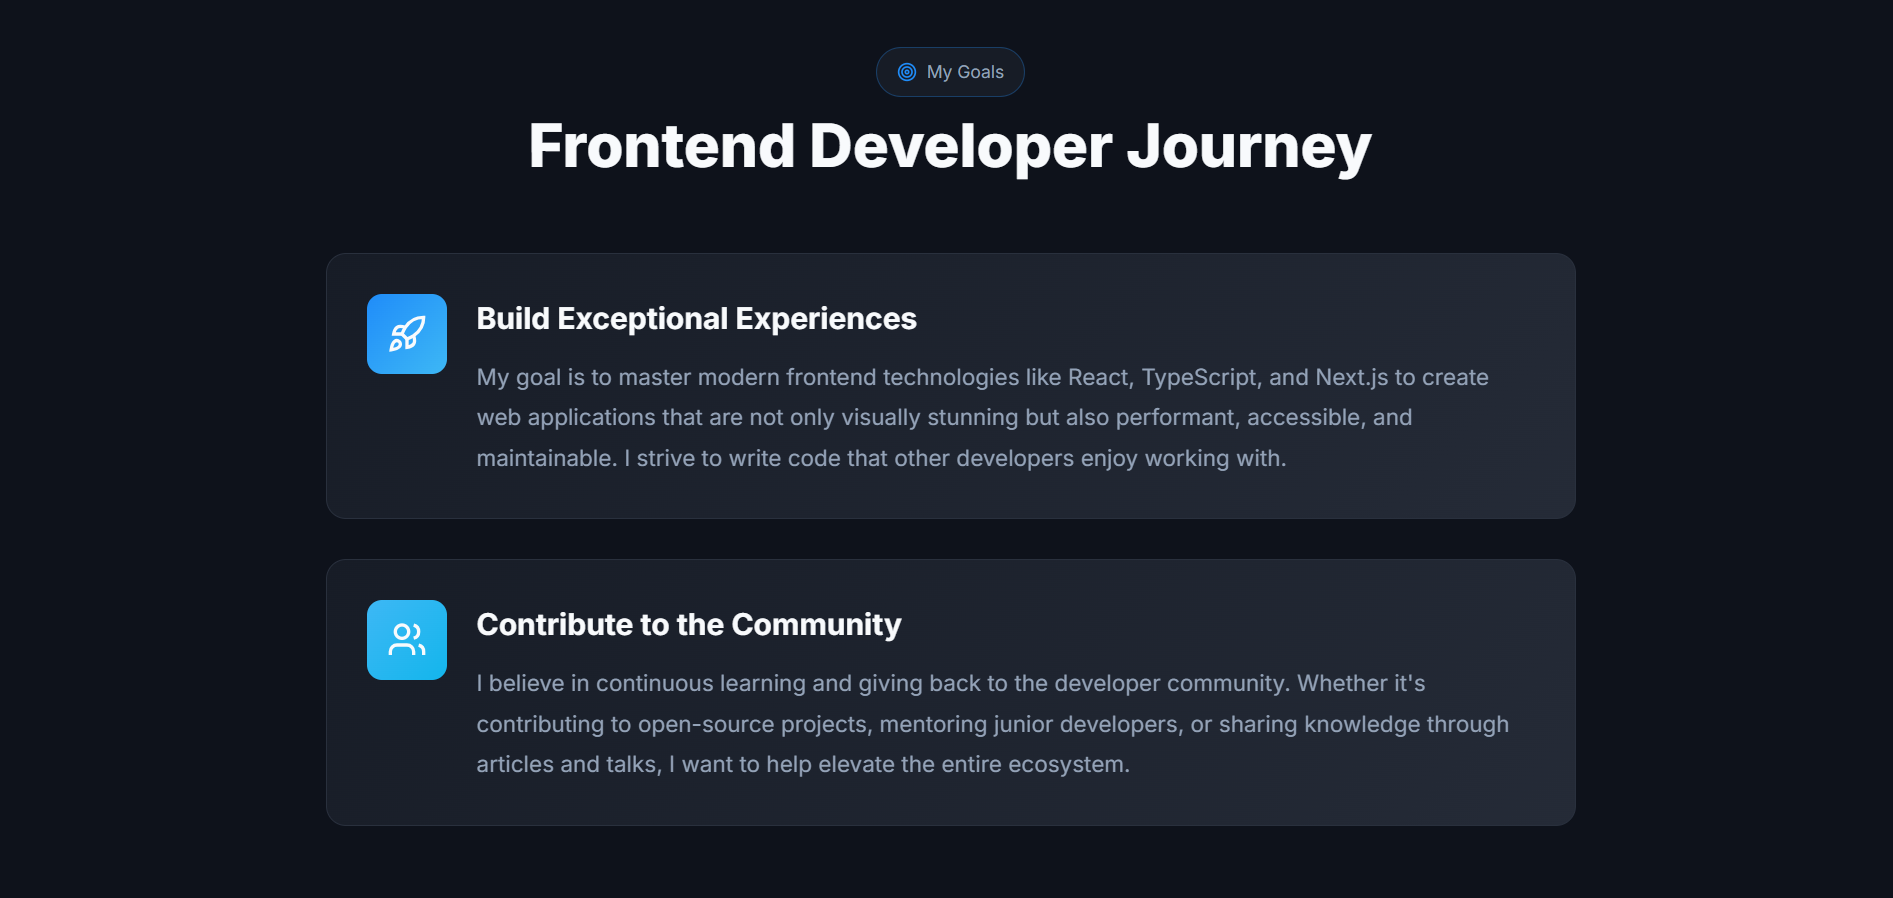 My Goals
Frontend Developer Journey
Build Exceptional Experiences
My goal is to master modern frontend technologies like React, TypeScript, and Next.js to create
web applications that are not only visually stunning but also performant, accessible, and
maintainable. I strive to write code that other developers enjoy working with.
Contribute to the Community
I believe in continuous learning and giving back to the developer community. Whether it's
contributing to open-source projects, mentoring junior developers, or sharing knowledge through
articles and talks, I want to help elevate the entire ecosystem.